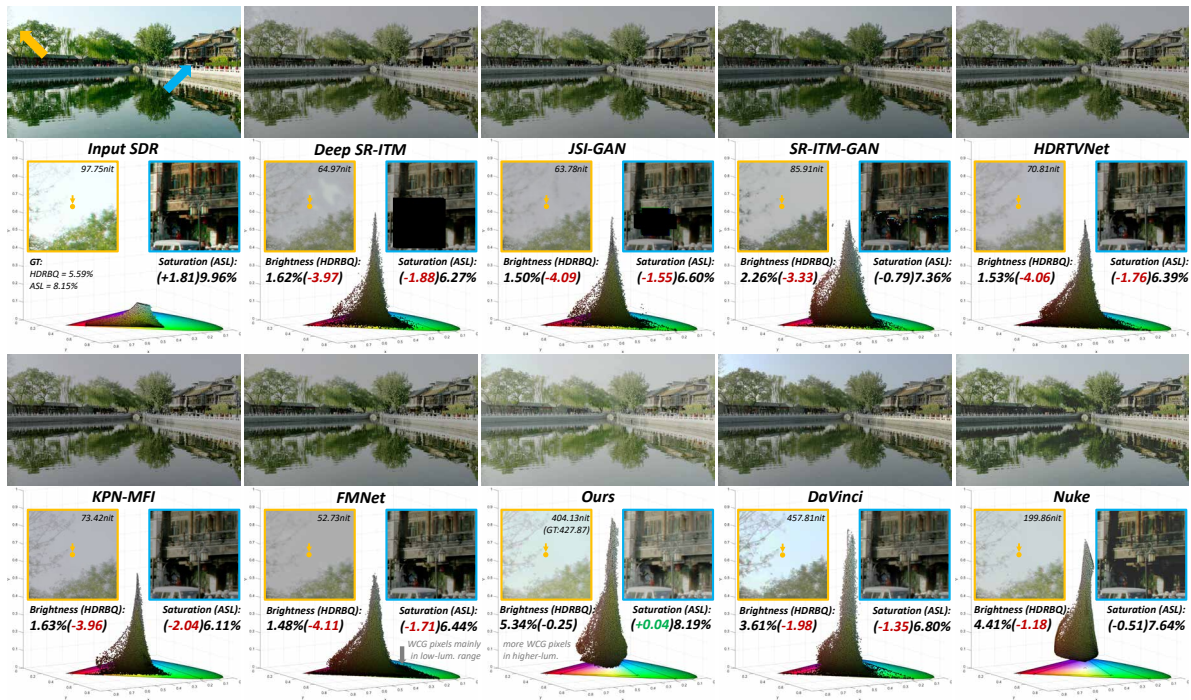 Input SDR
Deep SR-ITM
JSI-GAN
SR-ITM-GAN
HDRTVNet
97.75nit
64.97nit
63.78nit
85.91nit
70.81nit
GT:
HDRBQ = 5.59%
ASL = 8.15%
Saturation (ASL):
(+1.81)9.96%
Brightness (HDRBQ):
1.62%(-3.97)
Saturation (ASL):
(-1.88)6.27%
Brightness (HDRBQ):
1.50%(-4.09)
Saturation (ASL):
(-1.55)6.60%
Brightness (HDRBQ):
2.26%(-3.33)
Saturation (ASL):
(-0.79)7.36%
Brightness (HDRBQ):
1.53%(-4.06)
Saturation (ASL):
(-1.76)6.39%
KPN-MFI
FMNet
Ours
DaVinci
Nuke
73.42nit
52.73nit
404.13nit
(GT:427.87)
457.81nit
199.86nit
Brightness (HDRBQ):
1.63%(-3.96)
Saturation (ASL):
(-2.04)6.11%
Brightness (HDRBQ):
1.48%(-4.11)
Saturation (ASL):
(-1.71)6.44%
WCG pixels mainly
in low-lum. range
Brightness (HDRBQ):
5.34%(-0.25)
more WCG pixels
in higher-lum.
Saturation (ASL):
(+0.04)8.19%
Brightness (HDRBQ):
3.61%(-1.98)
Saturation (ASL):
(-1.35)6.80%
Brightness (HDRBQ):
4.41%(-1.18)
Saturation (ASL):
(-0.51)7.64%